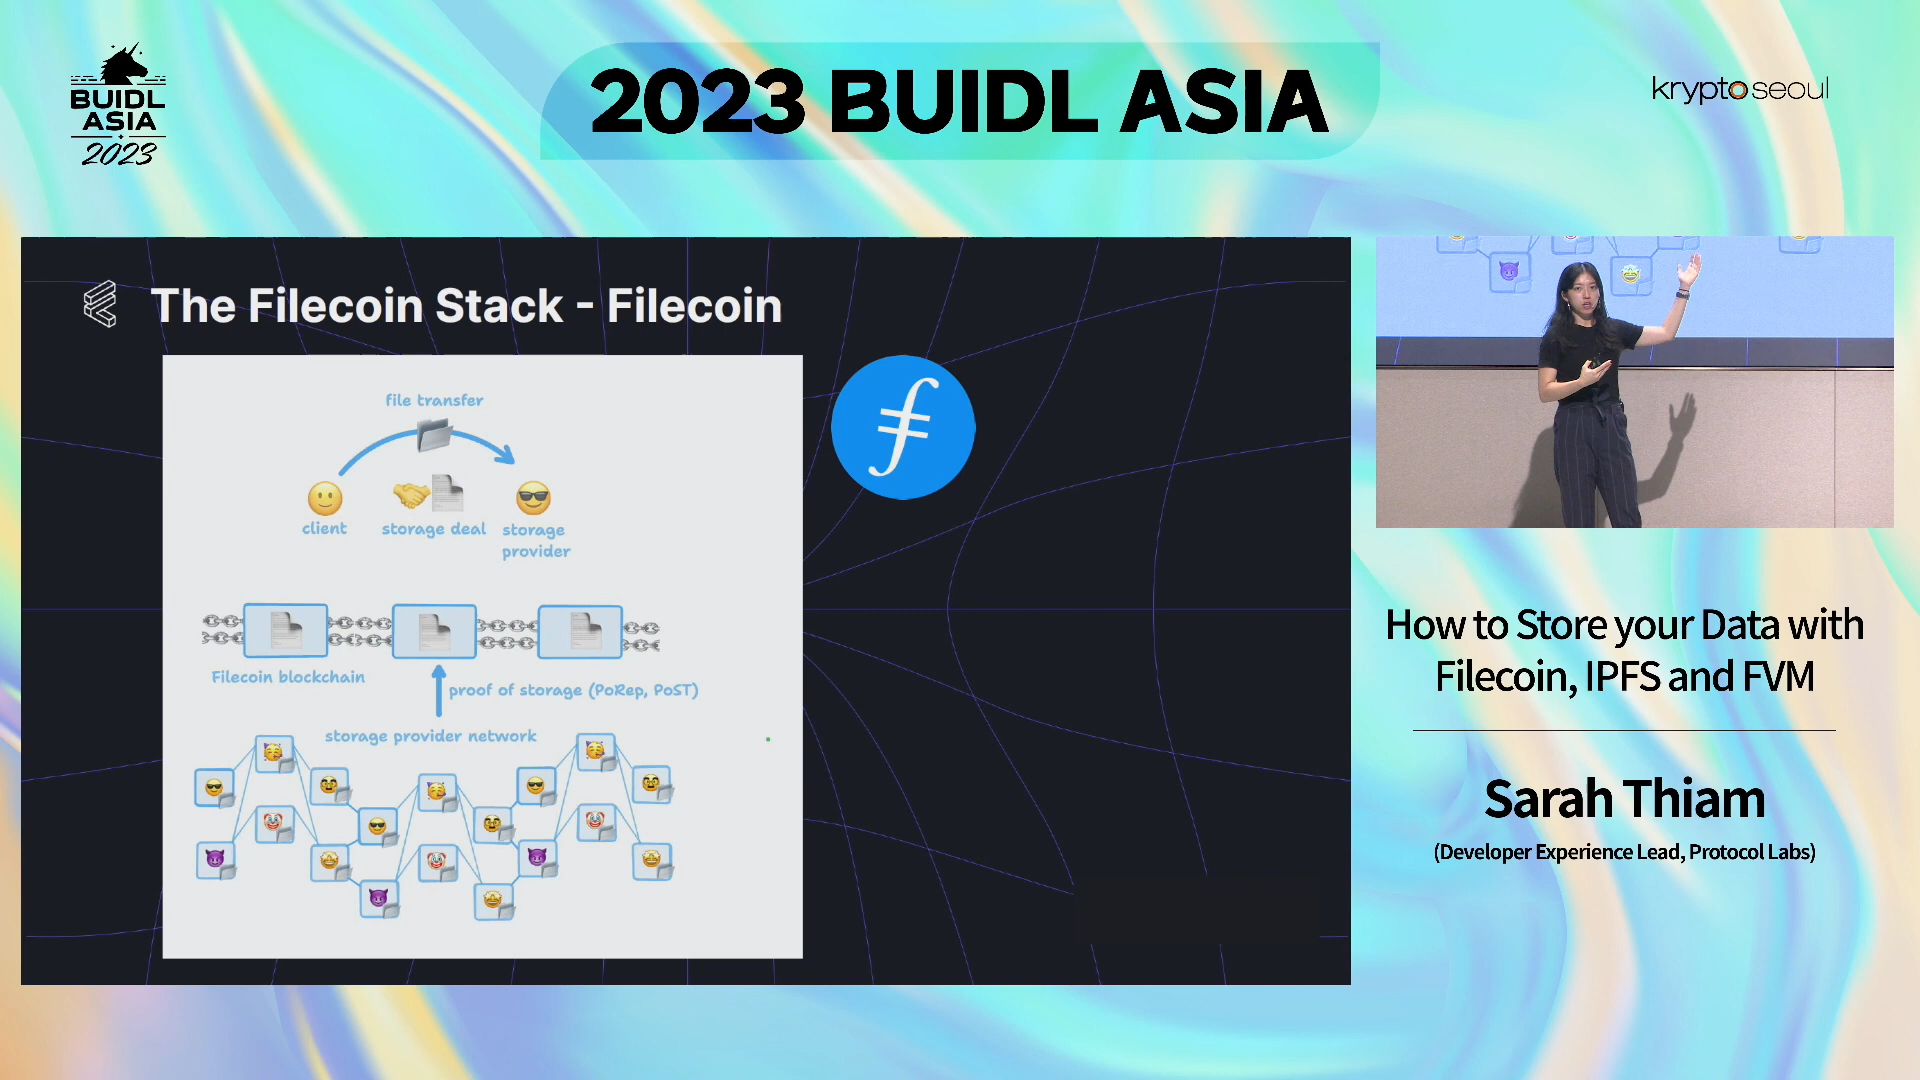 BUIDL
ASIA
2023
2023 BUIDL ASIA
kryptoseoul
The Filecoin Stack - Filecoin
file transfer
client
storage deal
storage
provider
Filecoin blockchain
proof of storage (PoRep, PoST)
storage provider network
How to Store your Data with
Filecoin, IPFS and FVM
Sarah Thiam
(Developer Experience Lead, Protocol Labs)